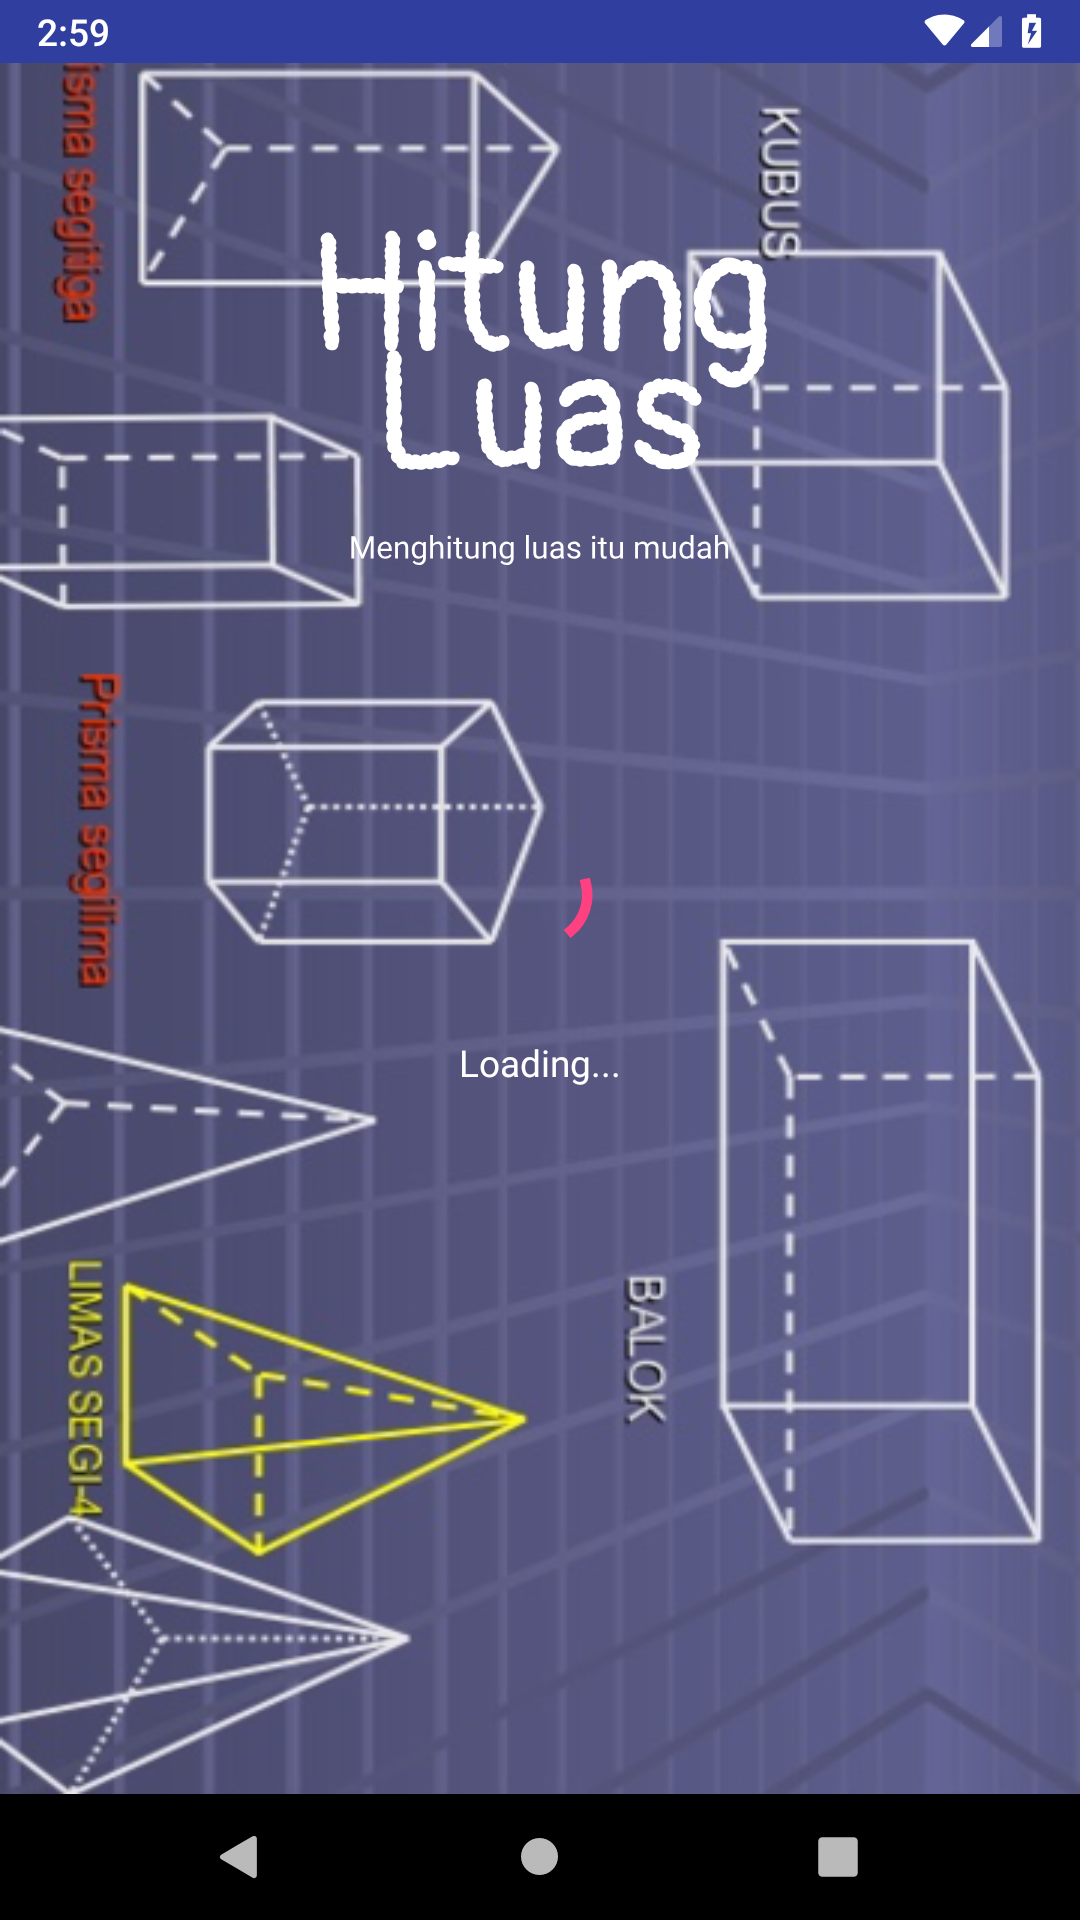 2:59
isma segitiga
KUBUS
Hitung
Luas
Menghitung luas itu mudah
Prisma segilima
Loading...
LIMAS SEGI-4
BALOK